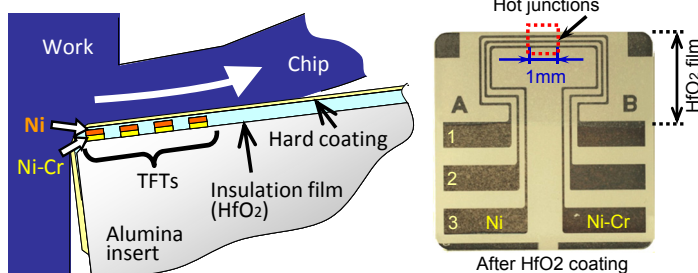 Work
Chip
Ni
Ni-Cr
TFTs
Hard coating
Insulation film
(HfO2)
Alumina
insert
Hot junctions
1mm
A
B
1
2
3
Ni
Ni-Cr
HfO2 film
After HfO2 coating